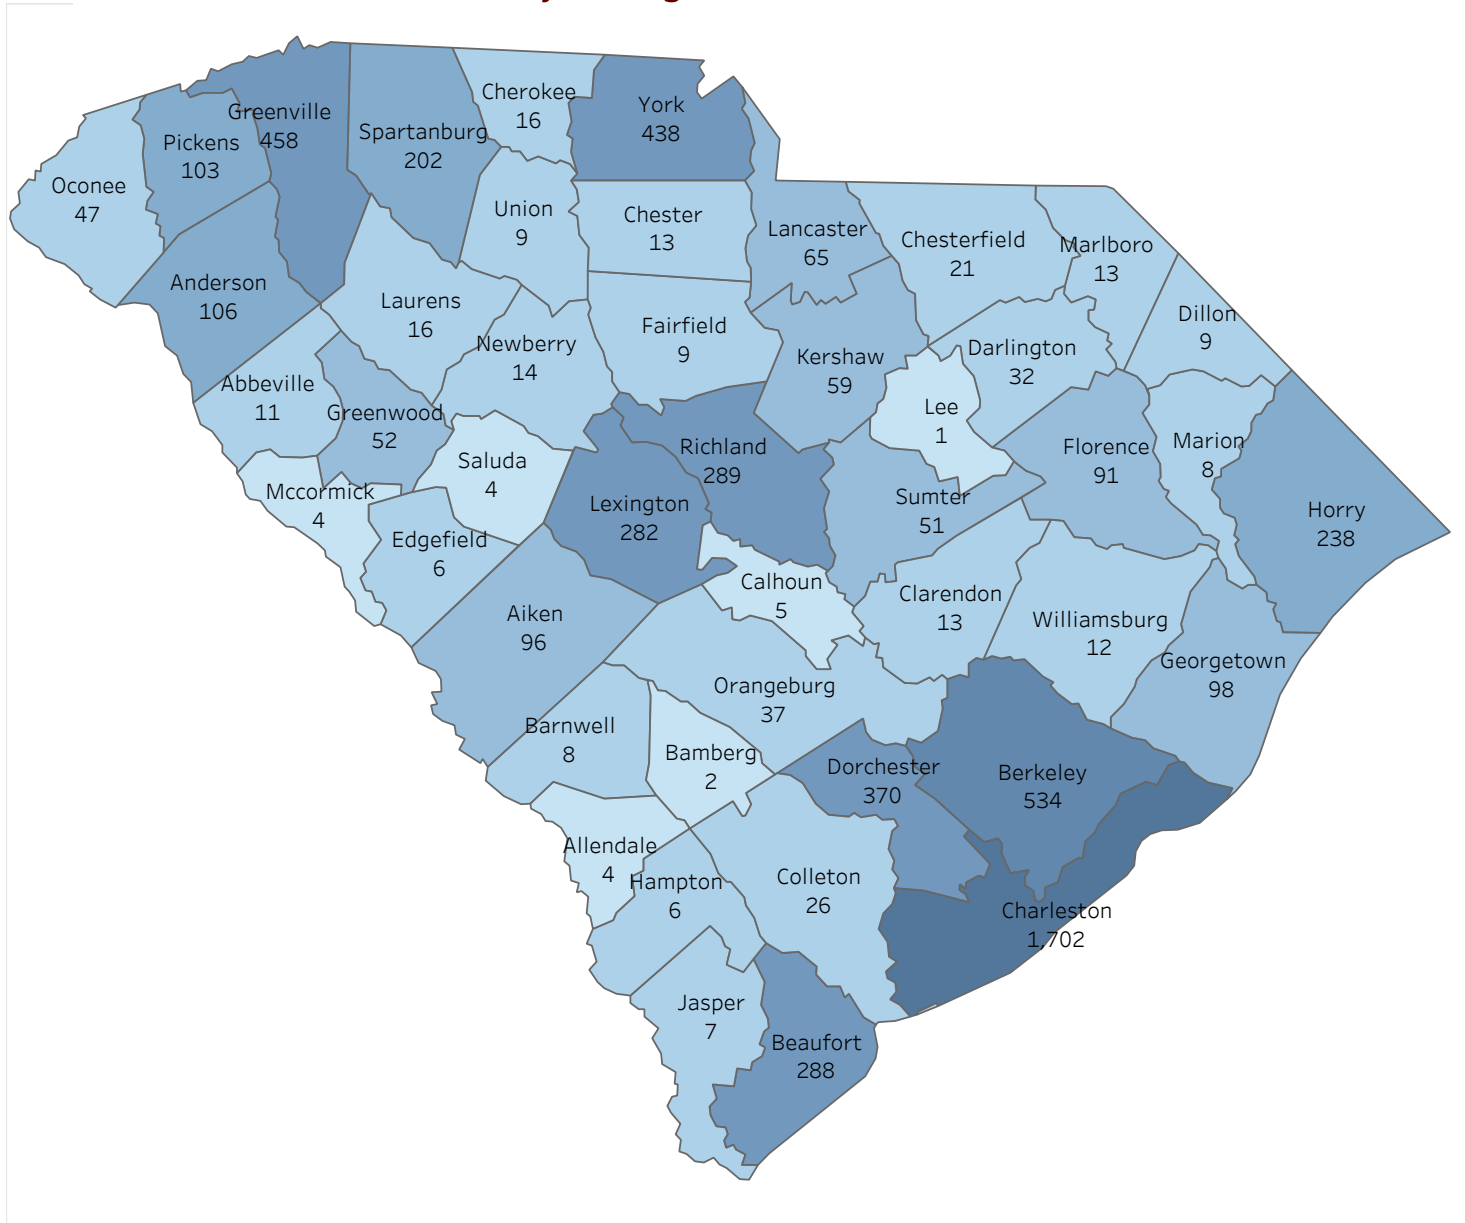 Cherokee
16
York
438
Greenville
458
Spartanburg
202
Pickens
103
Oconee
47
Union
9
Chester
13
Lancaster
65
Chesterfield
21
Marlboro
13
Anderson
106
Laurens
16
Fairfield
9
Dillon
9
Newberry
14
Kershaw
59
Darlington
32
Abbeville
11
Greenwood
52
Lee
1
Richland
289
Florence
91
Marion
8
Saluda
4
Mccormick
4
Lexington
282
Sumter
51
Horry
238
Edgefield
6
Calhoun
5
Clarendon
13
Aiken
96
Williamsburg
12
Georgetown
98
Orangeburg
37
Barnwell
8
Bamberg
2
Dorchester
370
Berkeley
534
Allendale
4
Hampton
6
Colleton
26
Charleston
1,702
Jasper
7
Beaufort
288